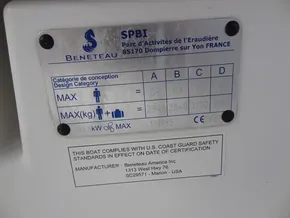 SPBI
BENETEAU
Parc d'Activités de l'Eraudière
85170 Dompierre sur Yon FRANCE
Catégorie de conception
Design Category
A B C D
MAX
MAX(kg) +
kW MAX
THIS BOAT COMPLIES WITH U.S. COAST GUARD SAFETY
STANDARDS IN EFFECT ON DATE OF CERTIFICATION
MANUFACTURER : Beneteau America Inc
1313 West Hwy 76
SC29571 - Marion - USA